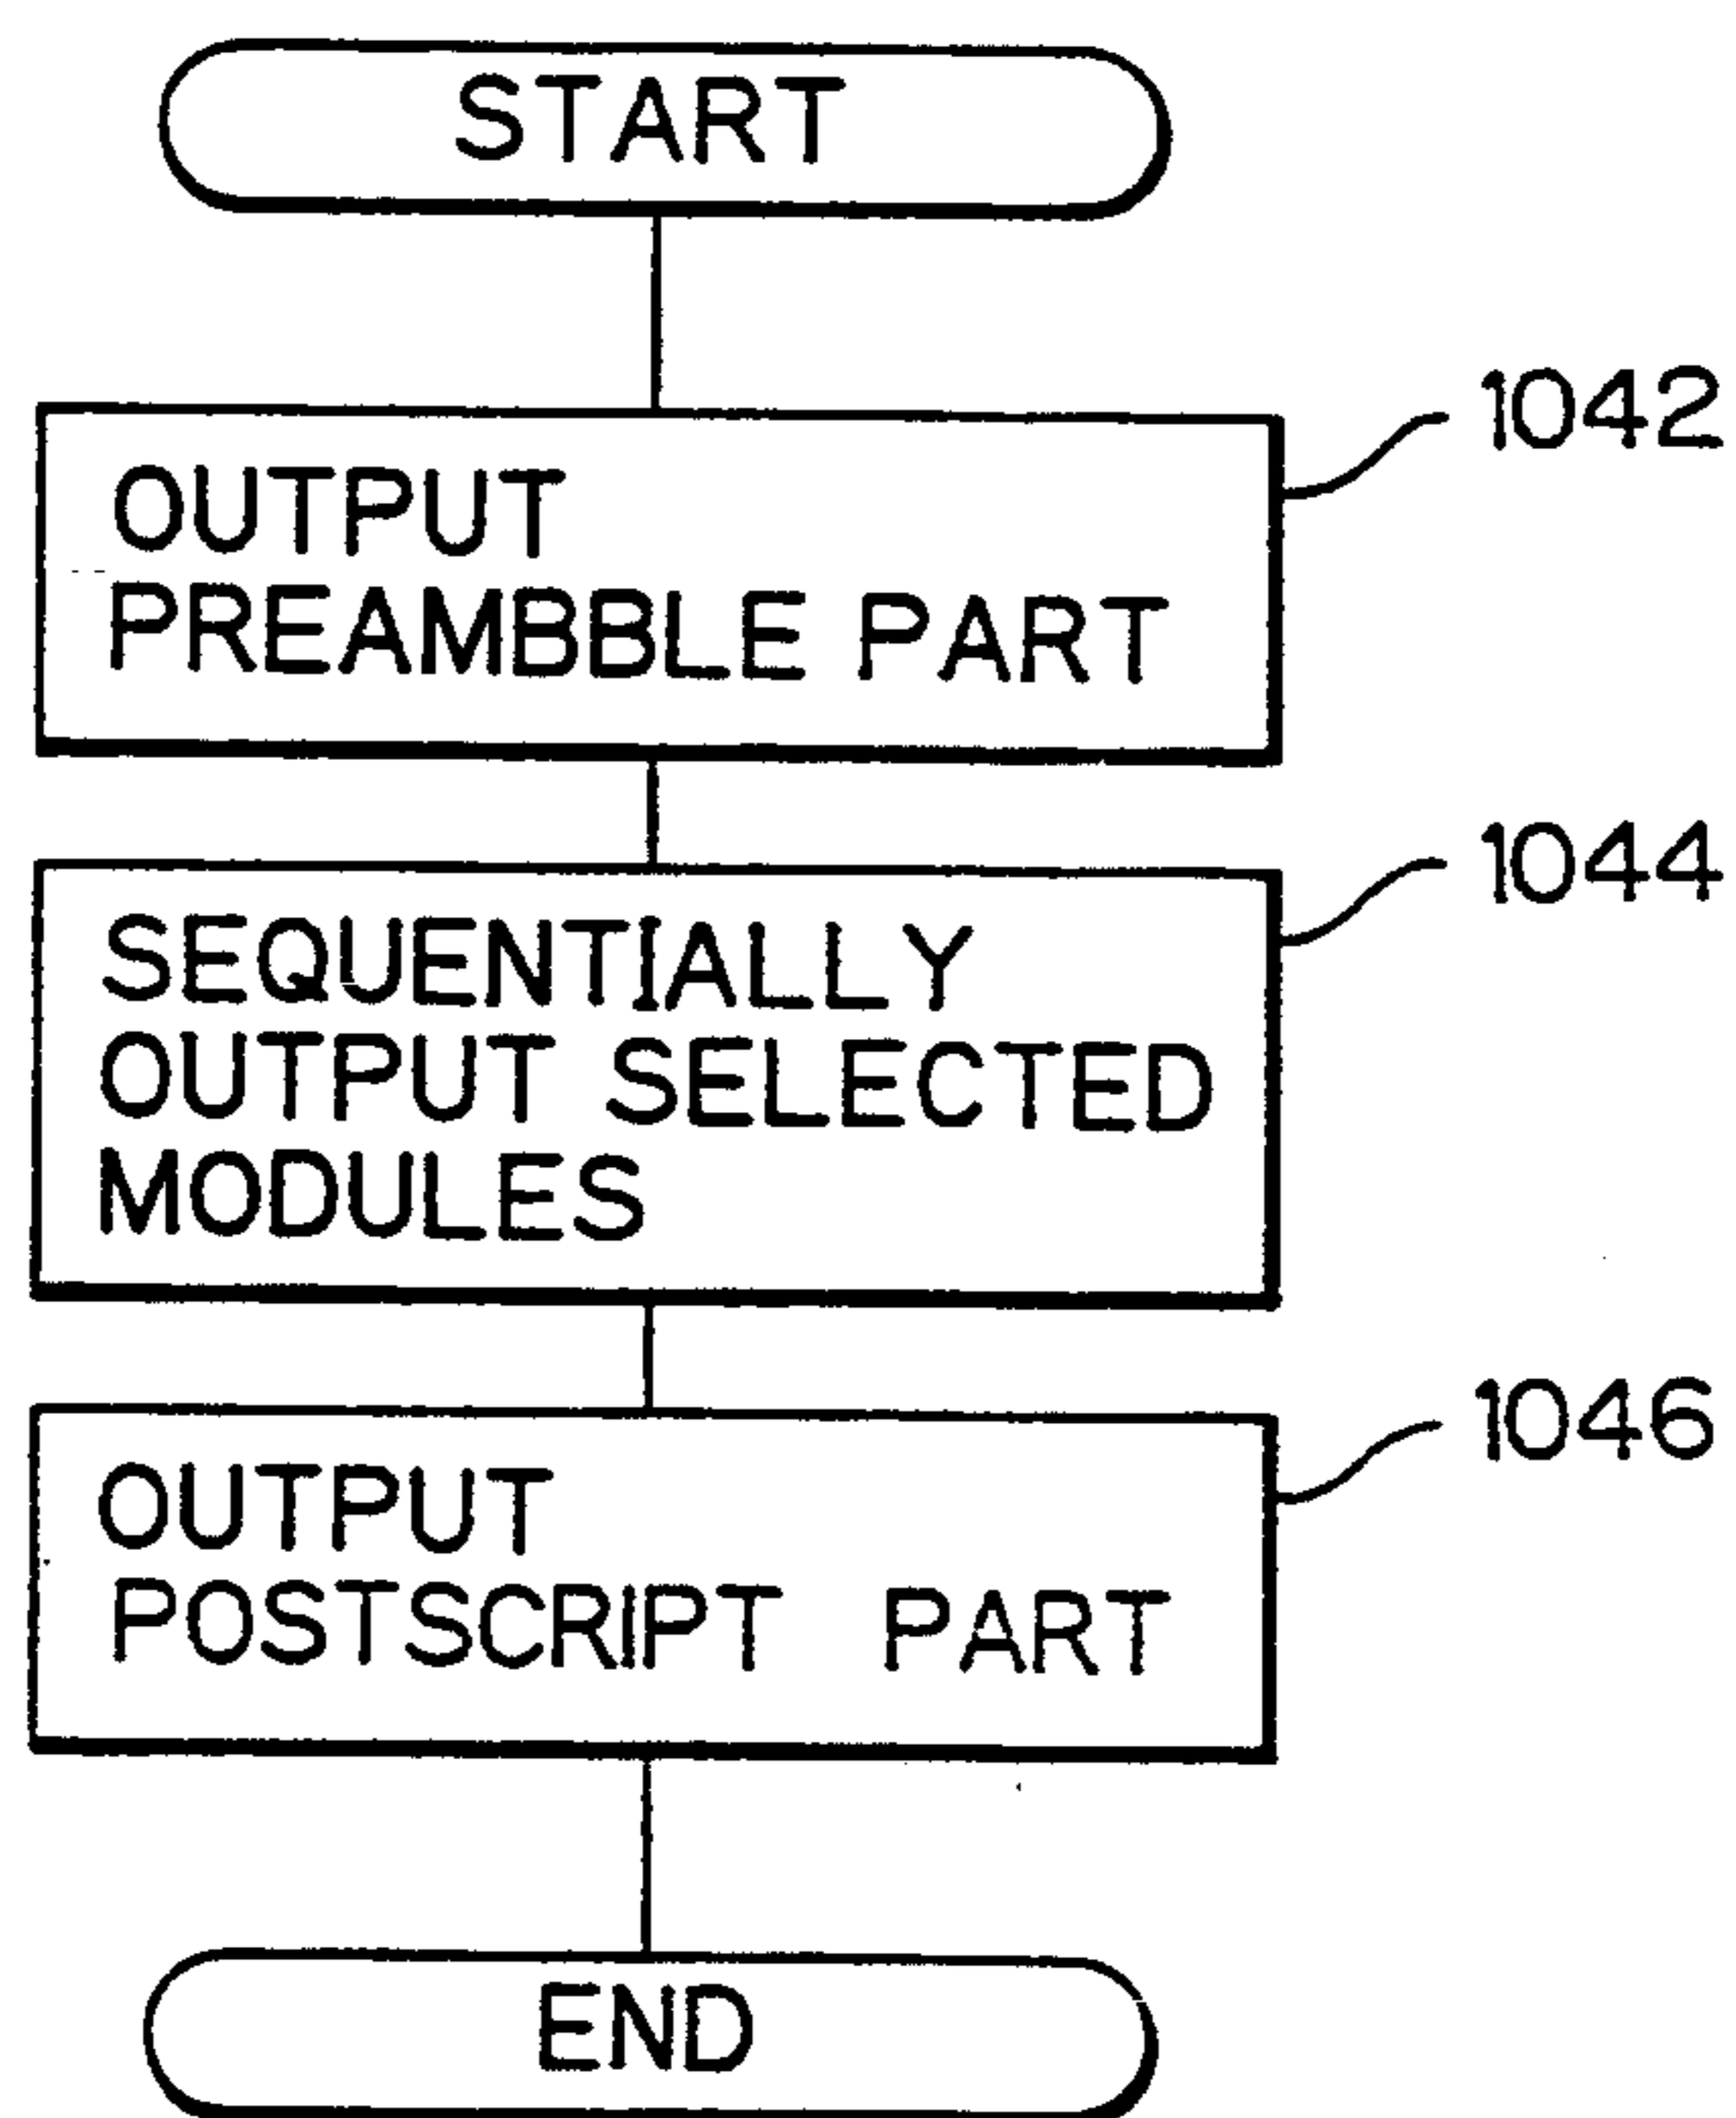 START
1042
OUTPUT
PREAMBBLE PART
1044
SEQUENTIALLY
OUTPUT SELECTED
MODULES
1046
OUTPUT
POSTSCRIPT PART
END